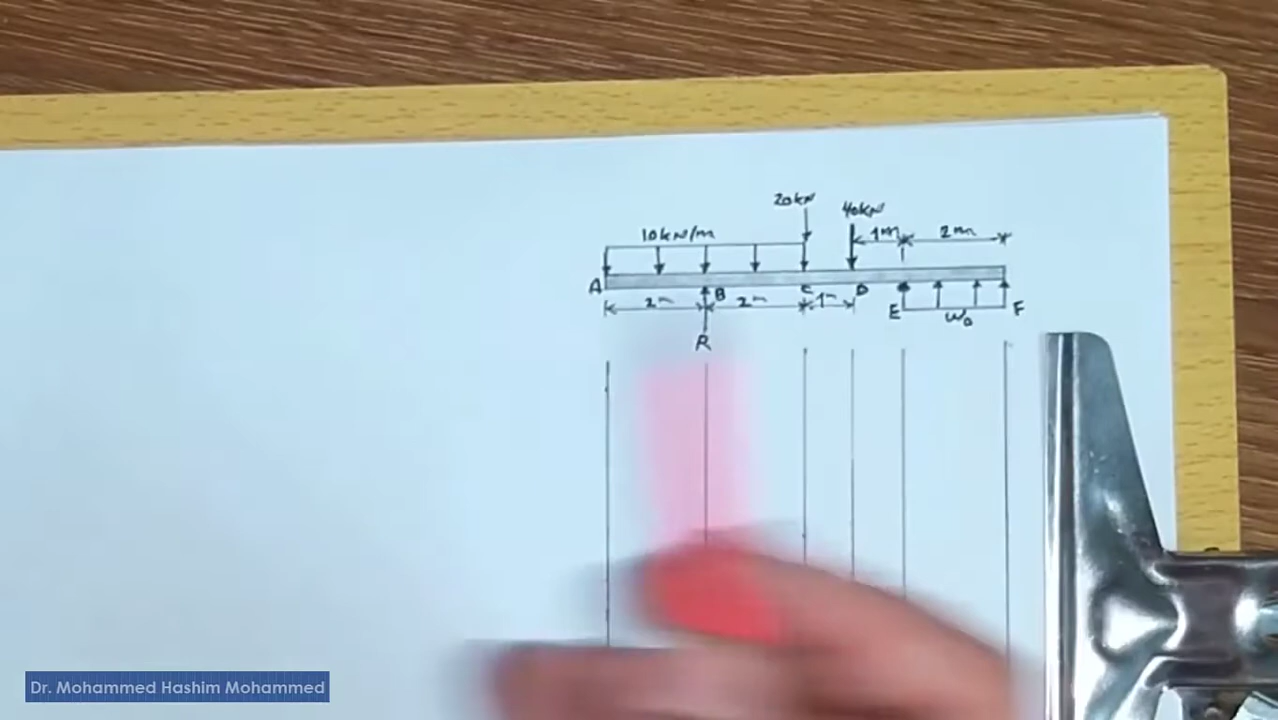 20kN
40kN
10kN/m
1m
2m
A
2m
B
2m
C
1m
D
E
W₀
F
R
Dr. Mohammed Hashim Mohammed